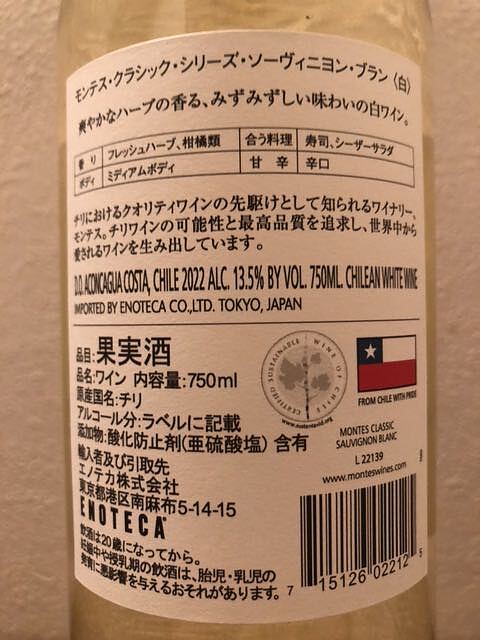 モンテス・クラシック・シリーズ・ソーヴィニヨン・ブラン〈白〉
爽やかなハーブの香る、みずみずしい味わいの白ワイン。
香り フレッシュハーブ、柑橘類 合う料理 寿司、シーザーサラダ
ボディ ミディアムボディ 甘 辛 辛口
チリにおけるクオリティワインの先駆けとして知られるワイナリー、
モンテス。チリワインの可能性と最高品質を追求し、世界中から
愛されるワインを生み出しています。
D.O. ACONCAGUA COSTA, CHILE 2022 ALC. 13.5% BY VOL. 750ML. CHILEAN WHITE WINE
IMPORTED BY ENOTECA CO.,LTD. TOKYO, JAPAN
品目:果実酒
品名:ワイン 内容量:750ml
原産国名:チリ
アルコール分:ラベルに記載
添加物:酸化防止剤(亜硫酸塩) 含有
輸入者及び引取先
エノテカ株式会社
東京都港区南麻布5-14-15
ENOTECA
飲酒は20歳になってから。
妊娠中や授乳期の飲酒は、胎児・乳児の
発育に悪影響を与えるおそれがあります。
CERTIFIED SUSTAINABLE WINE OF CHILE
FROM CHILE WITH PRIDE
MONTES CLASSIC
SAUVIGNON BLANC
L 22139
www.monteswines.com
7 15126 02212 5